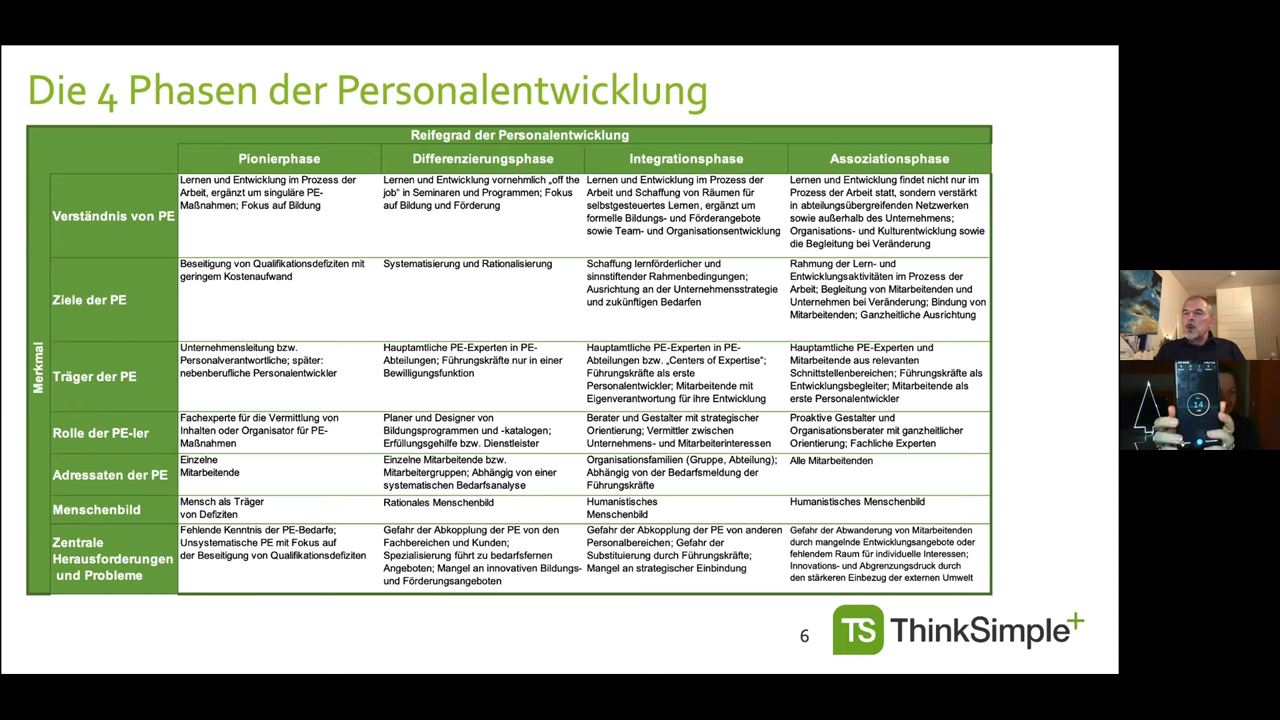 Die 4 Phasen der Personalentwicklung
Reifegrad der Personalentwicklung
Pionierphase
Differenzierungsphase
Integrationsphase
Assoziationsphase
Merkmal
Verständnis von PE
Lernen und Entwicklung im Prozess der
Arbeit, ergänzt um singuläre PE-
Maßnahmen; Fokus auf Bildung
Lernen und Entwicklung vornehmlich „off the
job" in Seminaren und Programmen; Fokus
auf Bildung und Förderung
Lernen und Entwicklung im Prozess der
Arbeit und Schaffung von Räumen für
selbstgesteuertes Lernen, ergänzt um
formelle Bildungs- und Förderangebote
sowie Team- und Organisationsentwicklung
Lernen und Entwicklung findet nicht nur im
Prozess der Arbeit statt, sondern verstärkt
in abteilungsübergreifenden Netzwerken
sowie außerhalb des Unternehmens;
Organisations- und Kulturentwicklung sowie
die Begleitung bei Veränderung
Ziele der PE
Beseitigung von Qualifikationsdefiziten mit
geringem Kostenaufwand
Systematisierung und Rationalisierung
Schaffung lernförderlicher und
sinnstiftender Rahmenbedingungen;
Ausrichtung an der Unternehmensstrategie
und zukünftigen Bedarfen
Rahmung der Lern- und
Entwicklungsaktivitäten im Prozess der
Arbeit; Begleitung von Mitarbeitenden und
Unternehmen bei Veränderung; Bindung von
Mitarbeitenden; Ganzheitliche Ausrichtung
Träger der PE
Unternehmensleitung bzw.
Personalverantwortliche; später:
nebenberufliche Personalentwickler
Hauptamtliche PE-Experten in PE-
Abteilungen; Führungskräfte nur in einer
Bewilligungsfunktion
Hauptamtliche PE-Experten in PE-
Abteilungen bzw. „Centers of Expertise";
Führungskräfte als erste
Personalentwickler; Mitarbeitende mit
Eigenverantwortung für ihre Entwicklung
Hauptamtliche PE-Experten und
Mitarbeitende aus relevanten
Schnittstellenbereichen; Führungskräfte als
Entwicklungsbegleiter; Mitarbeitende als
erste Personalentwickler
Rolle der PE-ler
Fachexperte für die Vermittlung von
Inhalten oder Organisator für PE-
Maßnahmen
Planer und Designer von
Bildungsprogrammen und -katalogen;
Erfüllungsgehilfe bzw. Dienstleister
Berater und Gestalter mit strategischer
Orientierung; Vermittler zwischen
Unternehmens- und Mitarbeiterinteressen
Proaktive Gestalter und
Organisationsberater mit ganzheitlicher
Orientierung; Fachliche Experten
Adressaten der PE
Einzelne
Mitarbeitende
Einzelne Mitarbeitende bzw.
Mitarbeitergruppen; Abhängig von einer
systematischen Bedarfsanalyse
Organisationsfamilien (Gruppe, Abteilung);
Abhängig von der Bedarfsmeldung der
Führungskräfte
Alle Mitarbeitenden
Menschenbild
Mensch als Träger
von Defiziten
Rationales Menschenbild
Humanistisches
Menschenbild
Humanistisches Menschenbild
Zentrale
Herausforderungen
und Probleme
Fehlende Kenntnis der PE-Bedarfe;
Unsystematische PE mit Fokus auf
der Beseitigung von Qualifikationsdefiziten
Gefahr der Abkopplung der PE von den
Fachbereichen und Kunden;
Spezialisierung führt zu bedarfsfernen
Angeboten; Mangel an innovativen Bildungs-
und Förderungsangeboten
Gefahr der Abkopplung der PE von anderen
Personalbereichen; Gefahr der
Substituierung durch Führungskräfte;
Mangel an strategischer Einbindung
Gefahr der Abwanderung von Mitarbeitenden
durch mangelnde Entwicklungsangebote oder
fehlendem Raum für individuelle Interessen;
Innovations- und Abgrenzungsdruck durch
den stärkeren Einbezug der externen Umwelt
6
TS ThinkSimple+
14